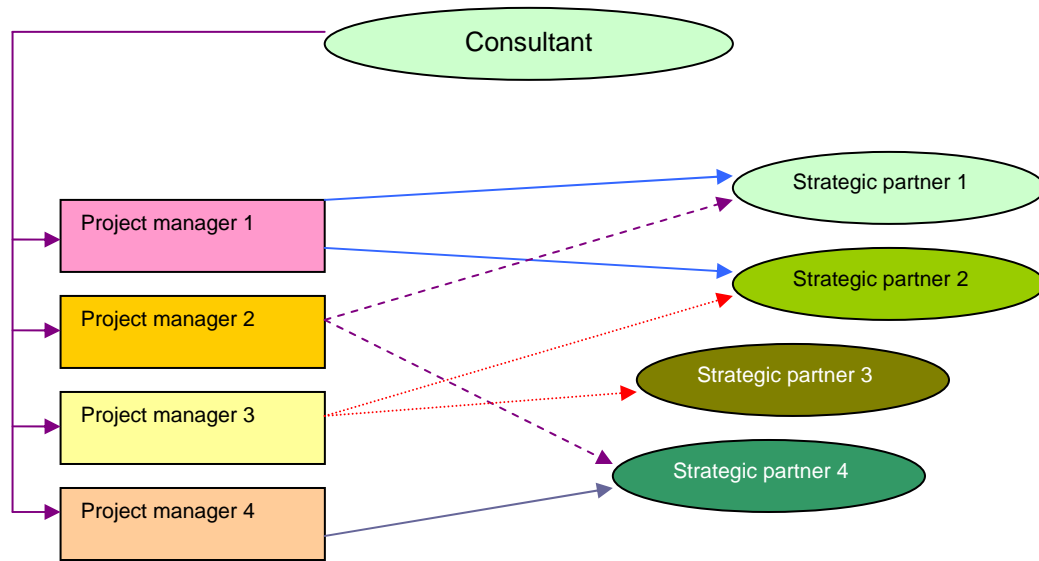 Consultant
Strategic partner 1
Project manager 1
Strategic partner 2
Project manager 2
Strategic partner 3
Project manager 3
Strategic partner 4
Project manager 4